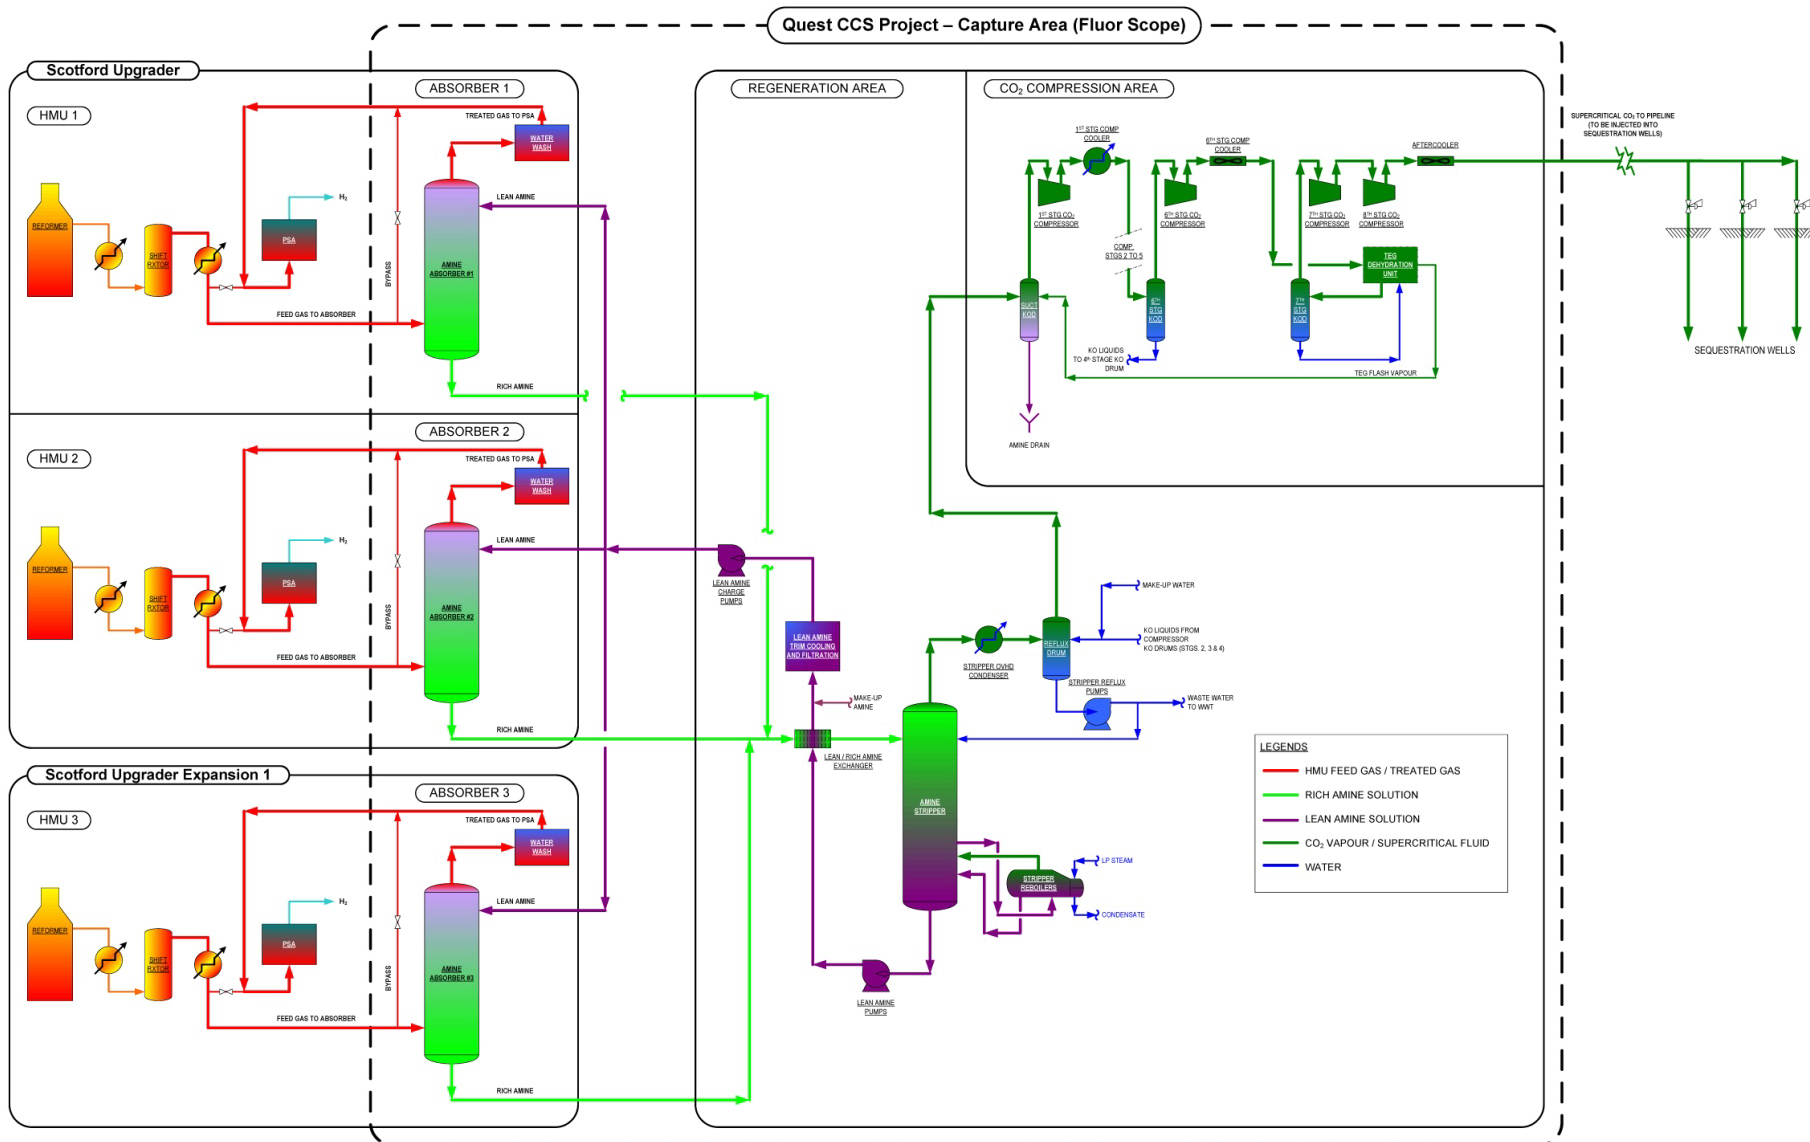 Quest CCS Project – Capture Area (Fluor Scope)
Scotford Upgrader
HMU 1
ABSORBER 1
TREATED GAS TO PSA
WATER
WASH
LEAN AMINE
H₂
REFORMER
SHIFT
RXTOR
PSA
BYPASS
AMINE
ABSORBER #1
FEED GAS TO ABSORBER
RICH AMINE
HMU 2
ABSORBER 2
TREATED GAS TO PSA
WATER
WASH
LEAN AMINE
H₂
REFORMER
SHIFT
RXTOR
PSA
BYPASS
AMINE
ABSORBER #2
FEED GAS TO ABSORBER
RICH AMINE
Scotford Upgrader Expansion 1
HMU 3
ABSORBER 3
TREATED GAS TO PSA
WATER
WASH
LEAN AMINE
H₂
REFORMER
SHIFT
RXTOR
PSA
BYPASS
AMINE
ABSORBER #3
FEED GAS TO ABSORBER
RICH AMINE
REGENERATION AREA
LEAN AMINE
CHARGE
PUMPS
LEAN AMINE
TRIM COOLING
AND FILTRATION
MAKE-UP
AMINE
LEAN / RICH AMINE
EXCHANGER
AMINE
STRIPPER
STRIPPER OVHD
CONDENSER
REFLUX
DRUM
MAKE-UP WATER
KO LIQUIDS FROM
COMPRESSOR
KO DRUMS (STGS. 2, 3 & 4)
STRIPPER REFLUX
PUMPS
WASTE WATER
TO WWT
STRIPPER
REBOILERS
LP STEAM
CONDENSATE
LEAN AMINE
PUMPS
CO₂ COMPRESSION AREA
1ST STG COMP
COOLER
1ST STG CO₂
COMPRESSOR
COMP.
STGS 2 TO 5
SUCT
KOD
AMINE DRAIN
6TH STG COMP
COOLER
6TH STG CO₂
COMPRESSOR
6TH
STG
KOD
KO LIQUIDS
TO 4th STAGE KO
DRUM
AFTERCOOLER
7TH STG CO₂
COMPRESSOR
8TH STG CO₂
COMPRESSOR
TEG
DEHYDRATION
UNIT
7TH
STG
KOD
TEG FLASH VAPOUR
SUPERCRITICAL CO₂ TO PIPELINE
(TO BE INJECTED INTO
SEQUESTRATION WELLS)
SEQUESTRATION WELLS
LEGENDS
HMU FEED GAS / TREATED GAS
RICH AMINE SOLUTION
LEAN AMINE SOLUTION
CO₂ VAPOUR / SUPERCRITICAL FLUID
WATER